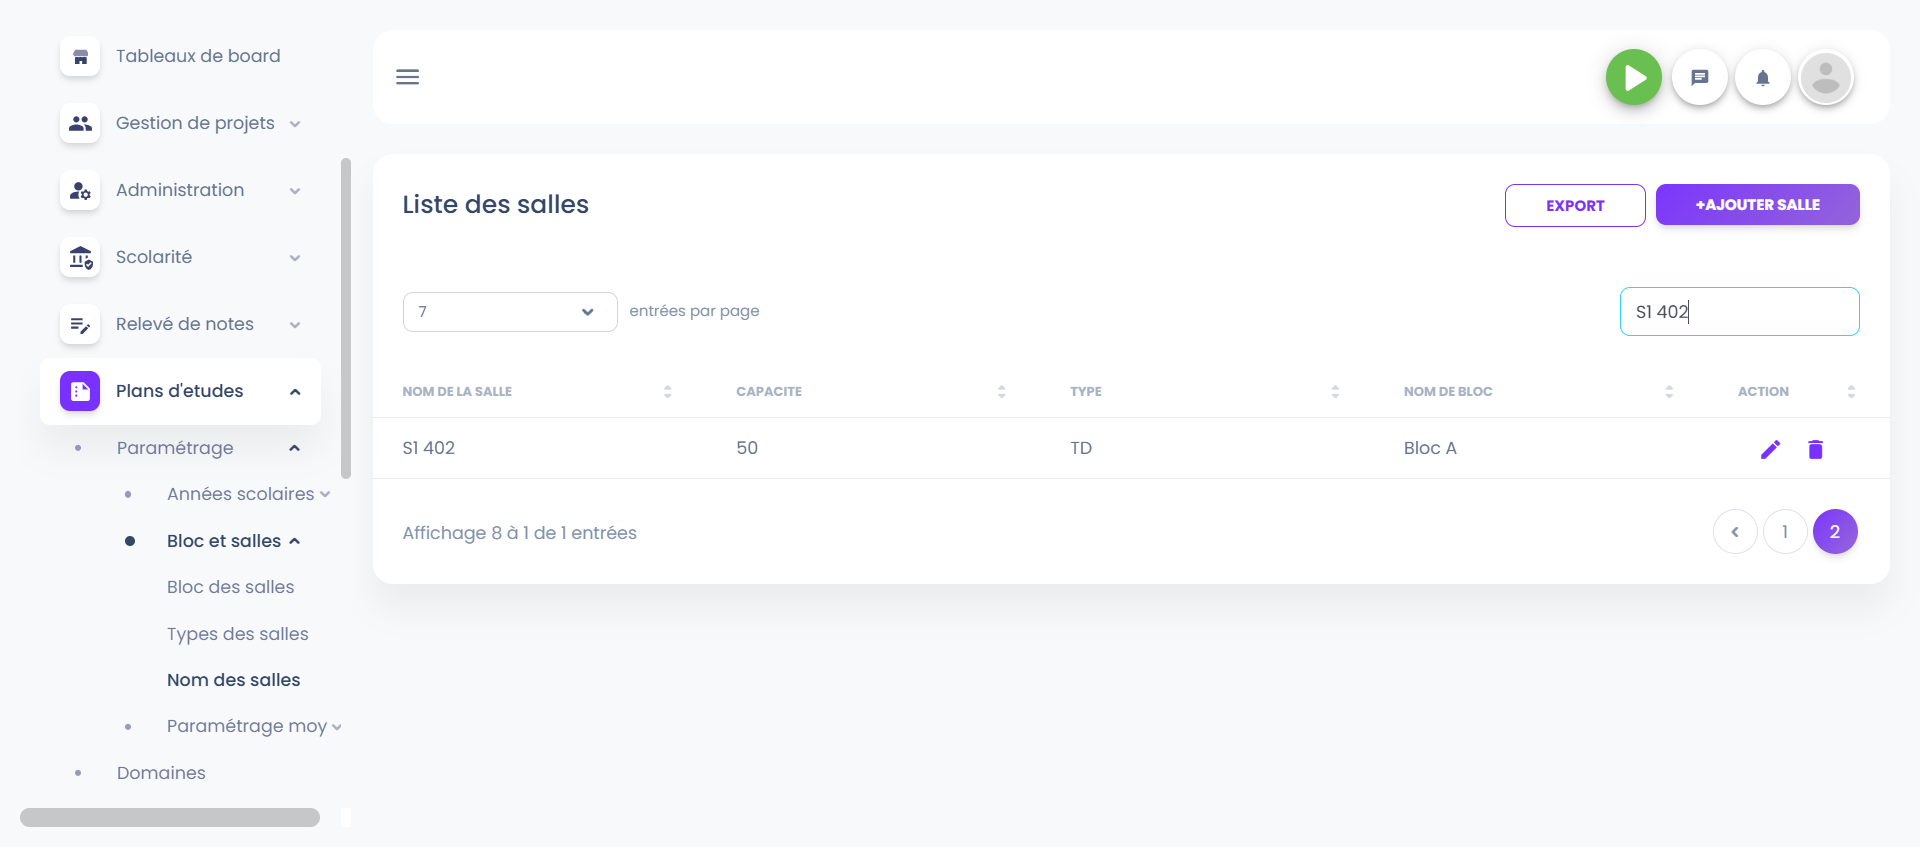 Tableaux de board
Gestion de projets
Administration
Scolarité
Relevé de notes
Plans d'etudes
Paramétrage
Années scolaires
Bloc et salles
Bloc des salles
Types des salles
Nom des salles
Paramétrage moy
Domaines
Liste des salles
EXPORT
+AJOUTER SALLE
7
entrées par page
S1 402
NOM DE LA SALLE CAPACITE TYPE NOM DE BLOC ACTION
S1 402 50 TD Bloc A
Affichage 8 à 1 de 1 entrées
1 2